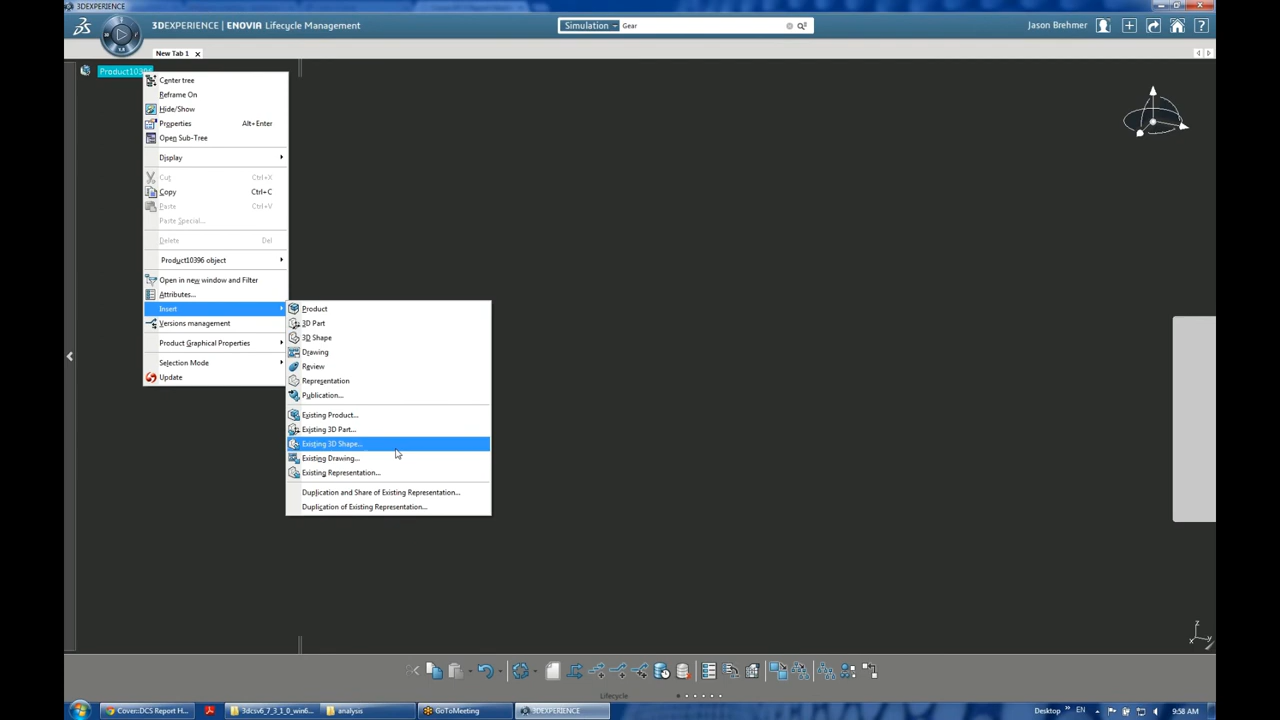 3DEXPERIENCE
3DEXPERIENCE | ENOVIA Lifecycle Management
Simulation
Gear
Jason Brehmer
New Tab 1
Product10396
Center tree
Reframe On
Hide/Show
Properties Alt+Enter
Open Sub-Tree
Display
Cut Ctrl+X
Copy Ctrl+C
Paste Ctrl+V
Paste Special...
Delete Del
Product10396 object
Open in new window and Filter
Attributes...
Insert
Versions management
Product Graphical Properties
Selection Mode
Update
Product
3D Part
3D Shape
Drawing
Review
Representation
Publication...
Existing Product...
Existing 3D Part...
Existing 3D Shape...
Existing Drawing...
Existing Representation...
Duplication and Share of Existing Representation...
Duplication of Existing Representation...
z
y
Lifecycle
Cover::DCS Report H...
3dcsv6_7_3_1_0_win6...
analysis
GoToMeeting
3DEXPERIENCE
Desktop
EN
9:58 AM